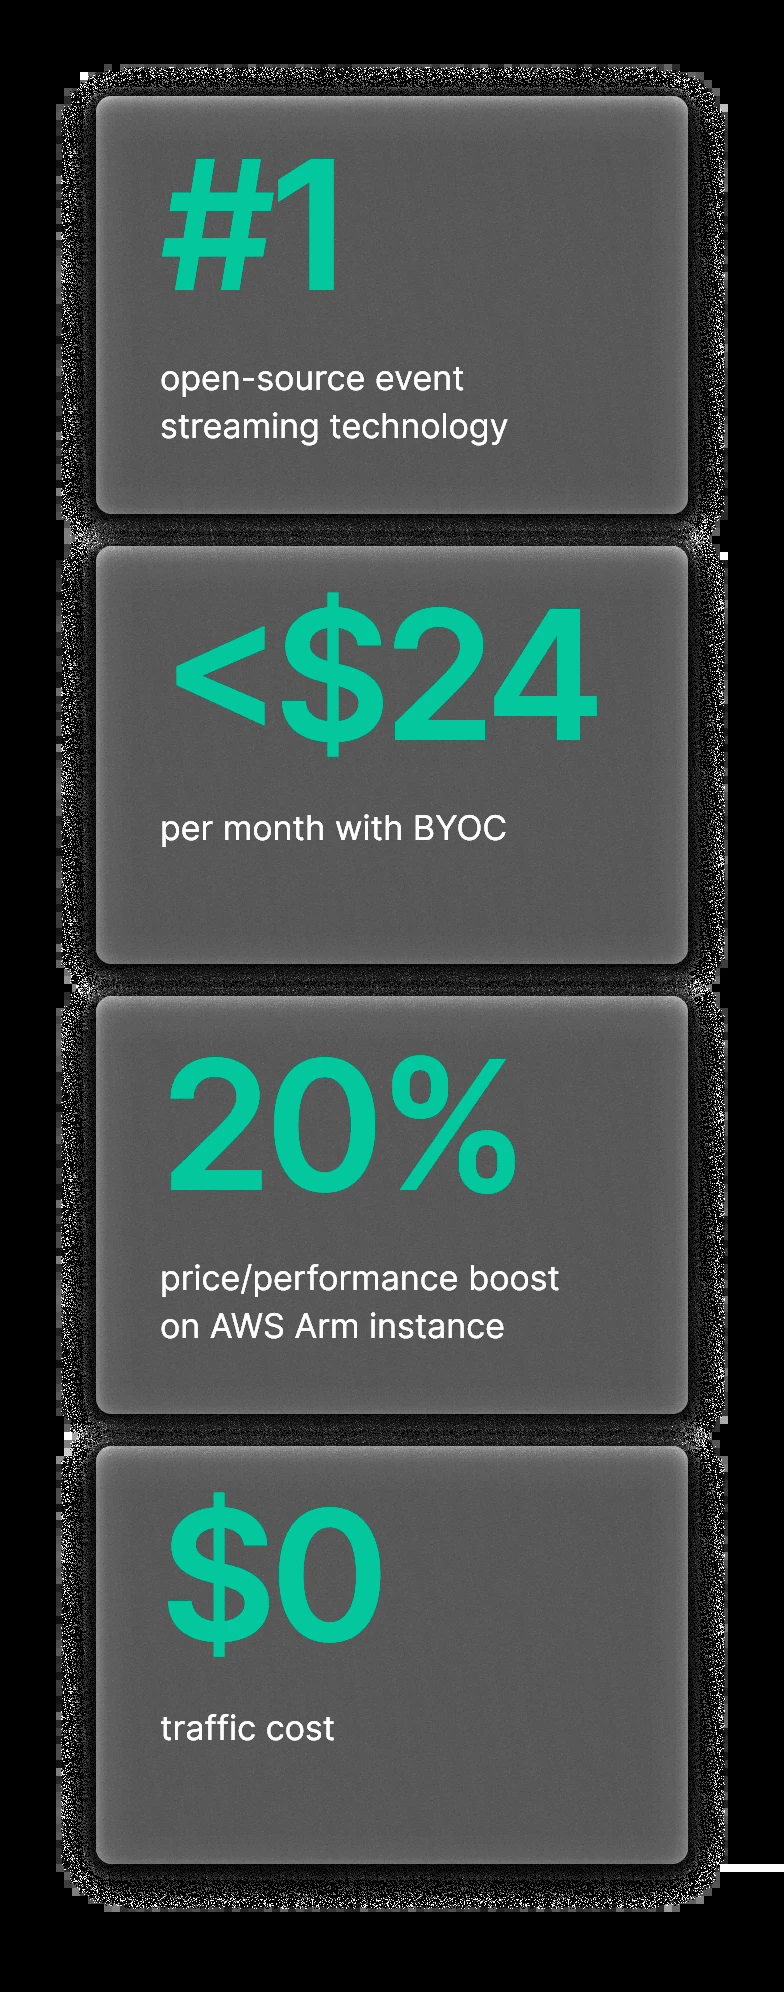 #1
open-source event
streaming technology
<$24
per month with BYOC
20%
price/performance boost
on AWS Arm instance
$0
traffic cost